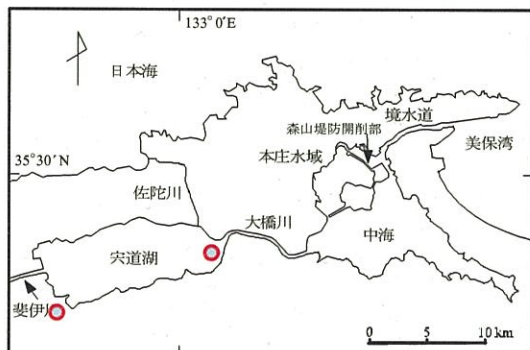 133°0′E
日本海
境水道
森山堤防開削部
美保湾
本庄水域
35°30′N
佐陀川
大橋川
宍道湖
中海
斐伊川
0 5 10 km